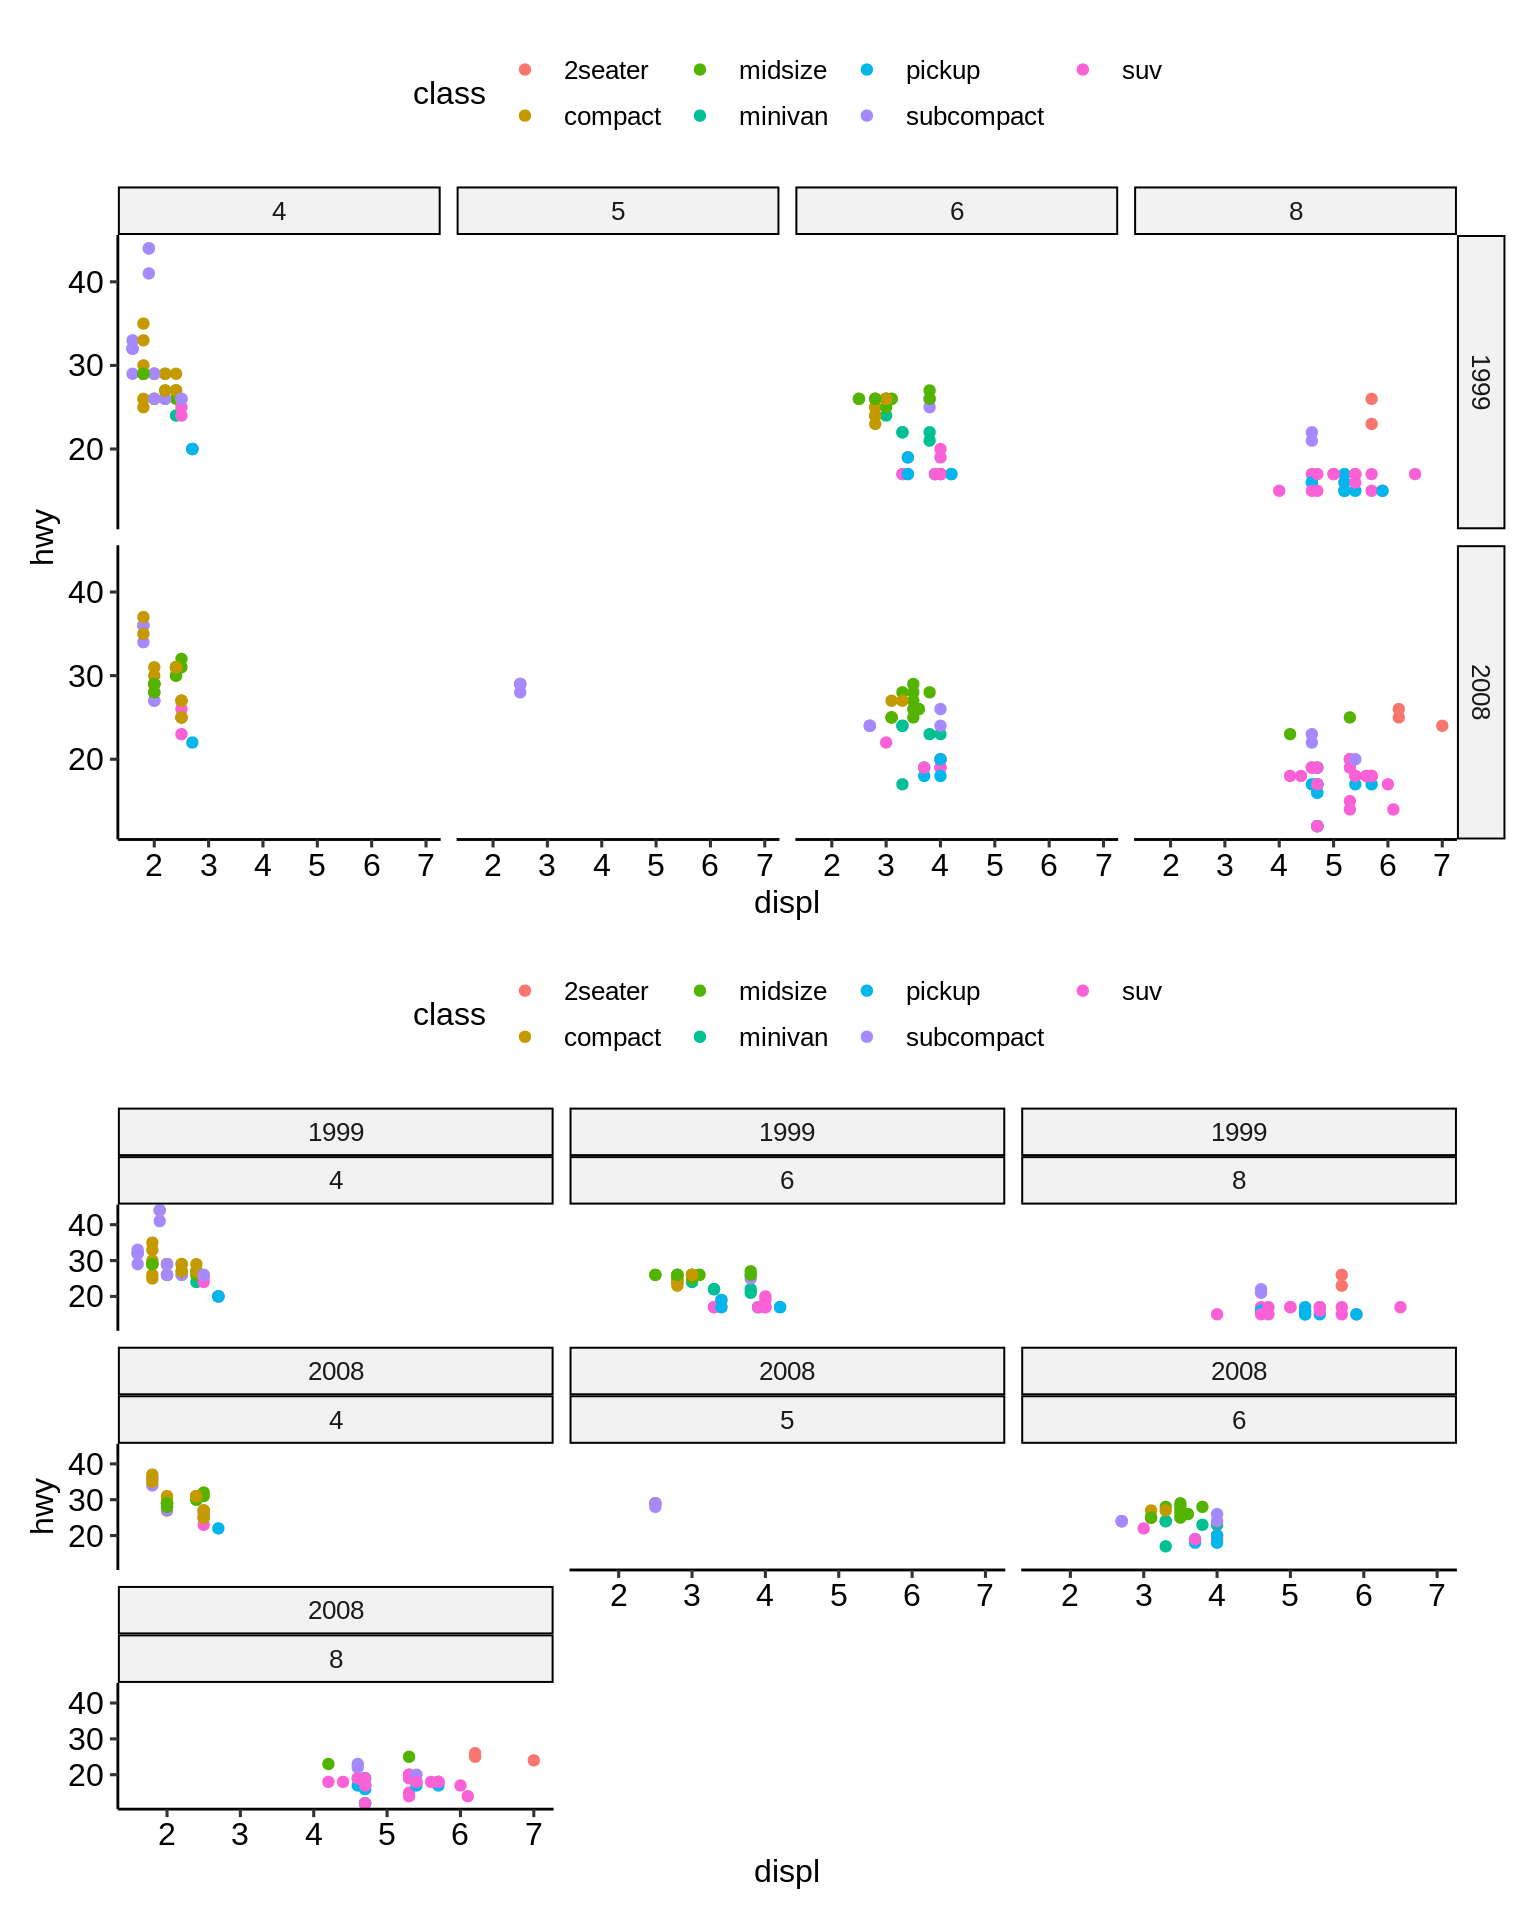 class
2seater midsize pickup suv
compact minivan subcompact
4 5 6 8
40
30
20
1999
hwy
40
30
20
2008
2 3 4 5 6 7 2 3 4 5 6 7 2 3 4 5 6 7 2 3 4 5 6 7
displ
class
2seater midsize pickup suv
compact minivan subcompact
1999 1999 1999
4 6 8
40
30
20
2008 2008 2008
4 5 6
40
30
20
hwy
2 3 4 5 6 7 2 3 4 5 6 7
2008
8
40
30
20
2 3 4 5 6 7
displ